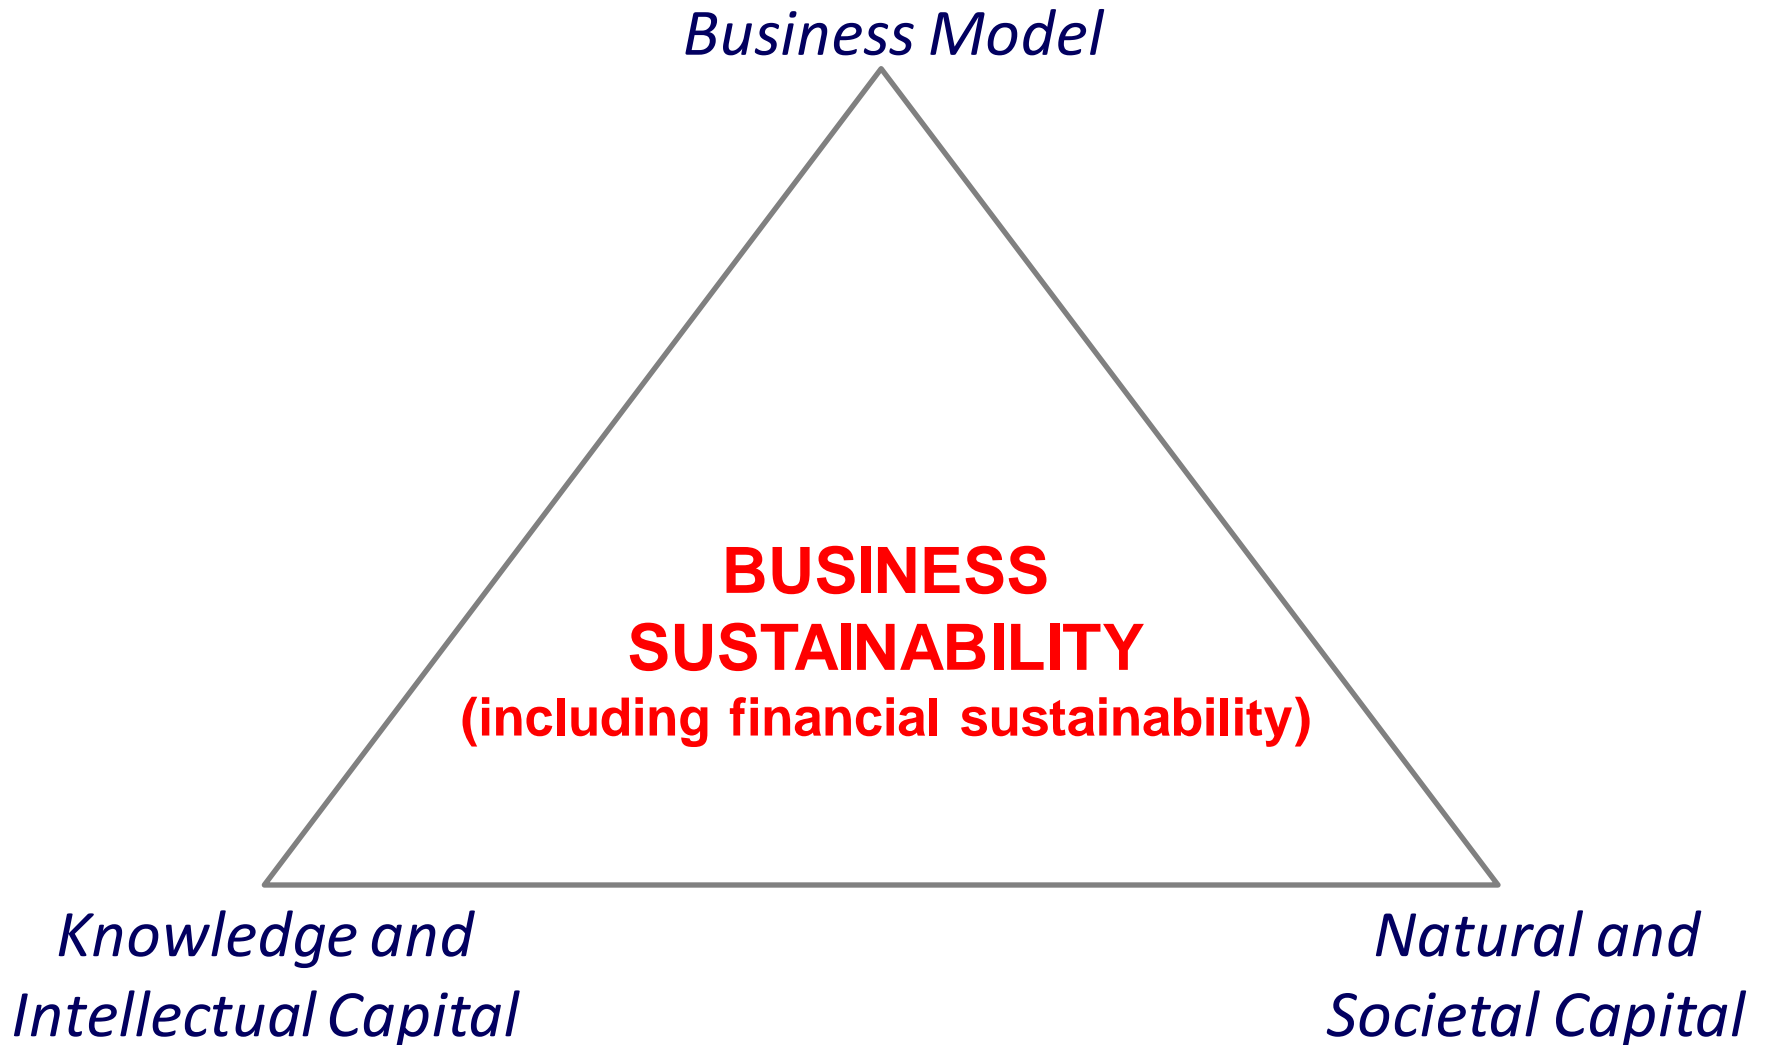 Business Model
BUSINESS
SUSTAINABILITY
(including financial sustainability)
Knowledge and
Intellectual Capital
Natural and
Societal Capital